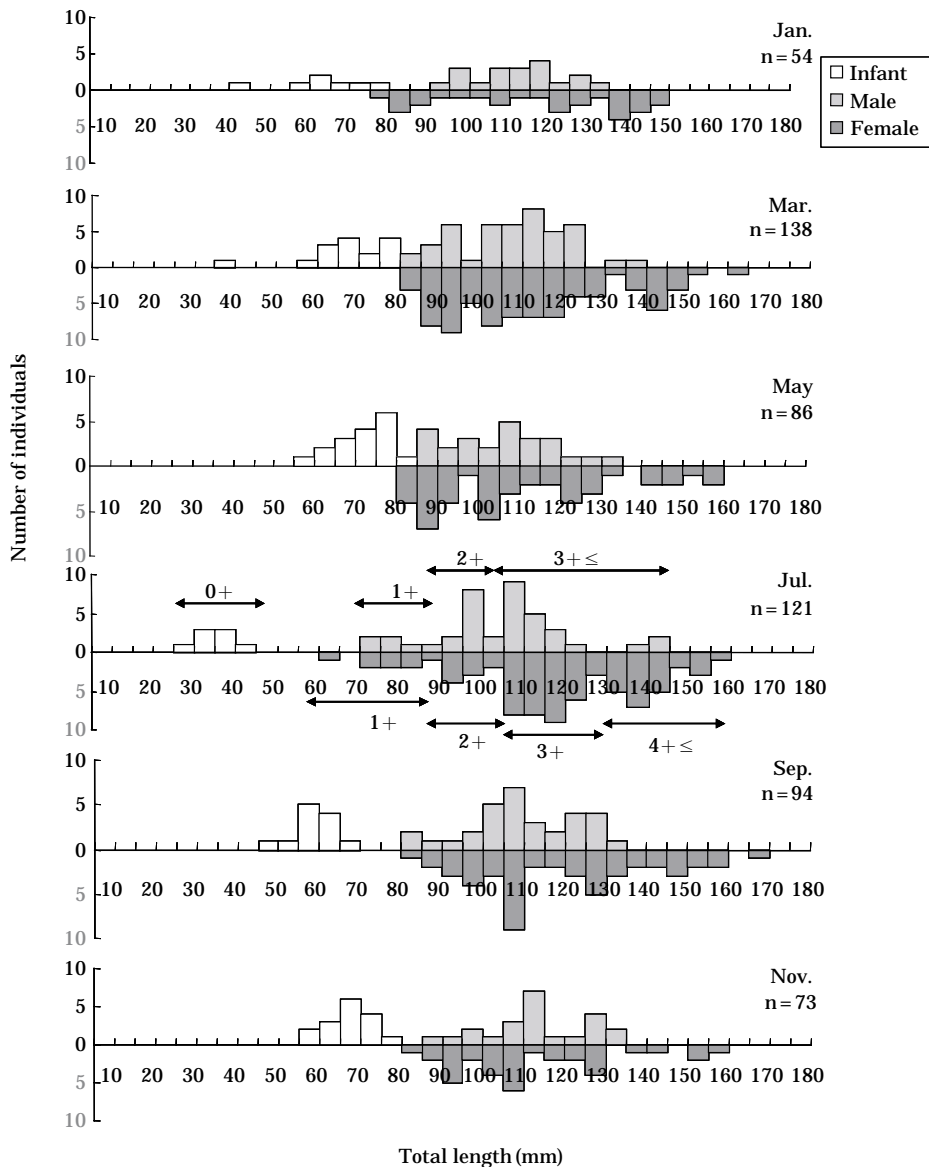 10
Jan.
5
n = 54
Infant
0
Male
10 20 30 40 50 60 70 80 90 100 110 120 130 140 150 160 170 180
5
Female
10
10
Mar.
5
n = 138
0
10 20 30 40 50 60 70 80 90 100 110 120 130 140 150 160 170 180
5
10
Number of individuals
10
May
5
n = 86
0
10 20 30 40 50 60 70 80 90 100 110 120 130 140 150 160 170 180
5
10
2+ 3+ ≤
0+ 1+
Jul.
5
n = 121
0
10 20 30 40 50 60 70 80 90 100 110 120 130 140 150 160 170 180
5
1+ 2+ 3+ 4+ ≤
10
10
Sep.
5
n = 94
0
10 20 30 40 50 60 70 80 90 100 110 120 130 140 150 160 170 180
5
10
10
Nov.
5
n = 73
0
10 20 30 40 50 60 70 80 90 100 110 120 130 140 150 160 170 180
5
10
Total length (mm)